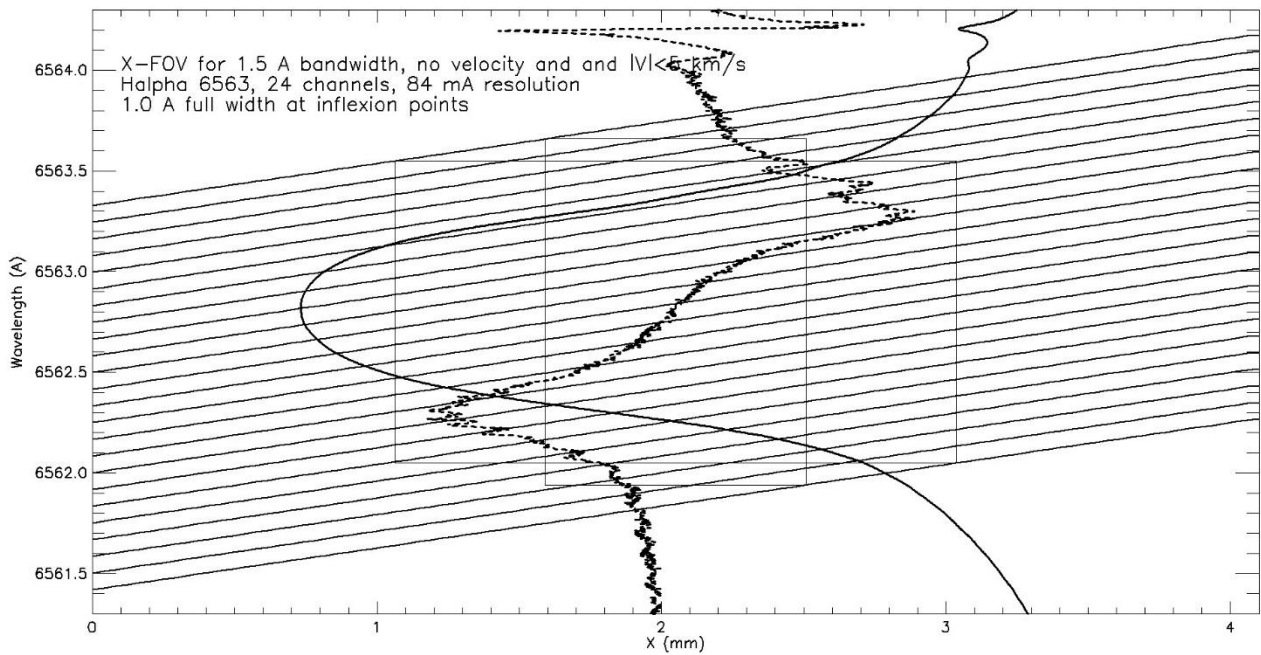 X-FOV for 1.5 A bandwidth, no velocity and and |V|<5 km/s
Halpha 6563, 24 channels, 84 mA resolution
1.0 A full width at inflexion points
6564.0
6563.5
6563.0
6562.5
6562.0
6561.5
Wavelength (A)
0 1 2 3 4
X (mm)